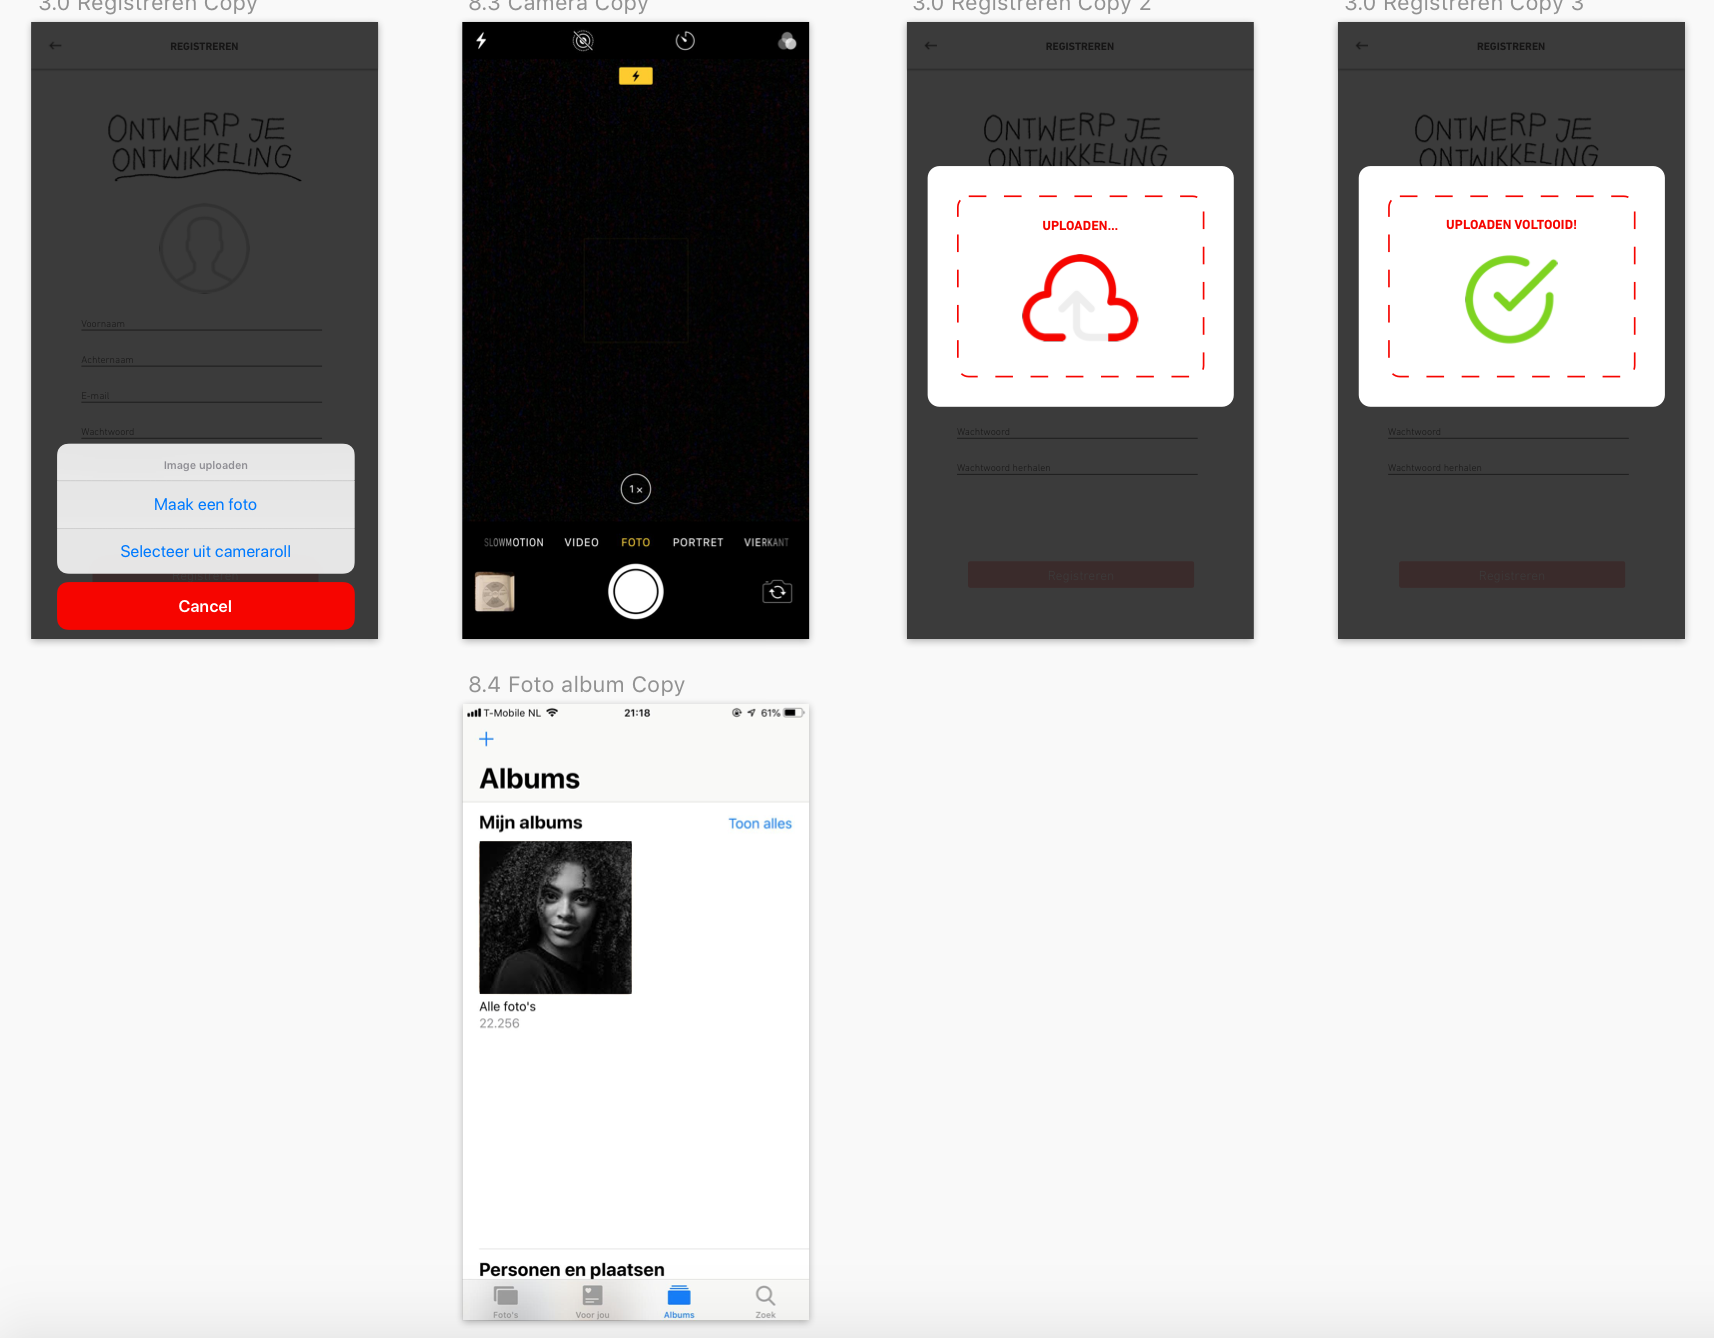 3.0 Registreren Copy
REGISTREREN
ONTWERP JE
ONTWIKKELING
Voornaam
Achternaam
E-mail
Wachtwoord
Image uploaden
Maak een foto
Selecteer uit cameraroll
Registreren
Cancel
8.3 Camera Copy
1×
SLOWMOTION VIDEO FOTO PORTRET VIERKANT
3.0 Registreren Copy 2
REGISTREREN
ONTWERP JE
ONTWIKKELING
UPLOADEN...
Wachtwoord
Wachtwoord herhalen
Registreren
3.0 Registreren Copy 3
REGISTREREN
ONTWERP JE
ONTWIKKELING
UPLOADEN VOLTOOID!
Wachtwoord
Wachtwoord herhalen
Registreren
8.4 Foto album Copy
T-Mobile NL 21:18 61%
+
Albums
Mijn albums Toon alles
Alle foto's
22.256
Personen en plaatsen
Foto's Voor jou Albums Zoek